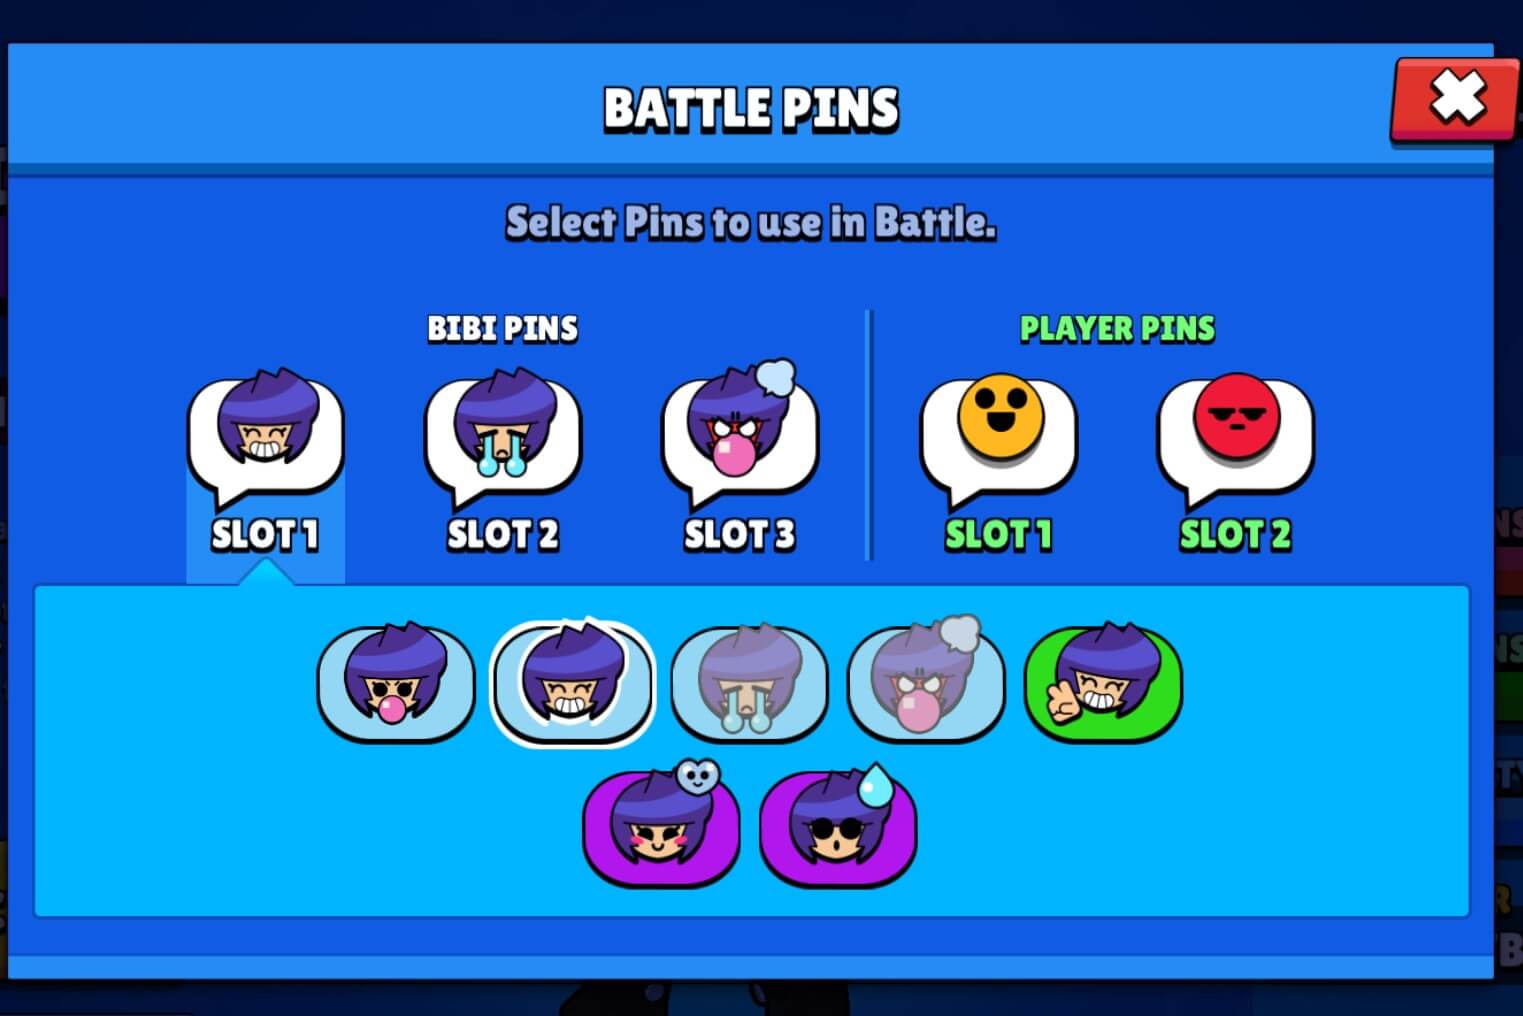 BATTLE PINS
Select Pins to use in Battle.
BIBI PINS
PLAYER PINS
SLOT 1
SLOT 2
SLOT 3
SLOT 1
SLOT 2